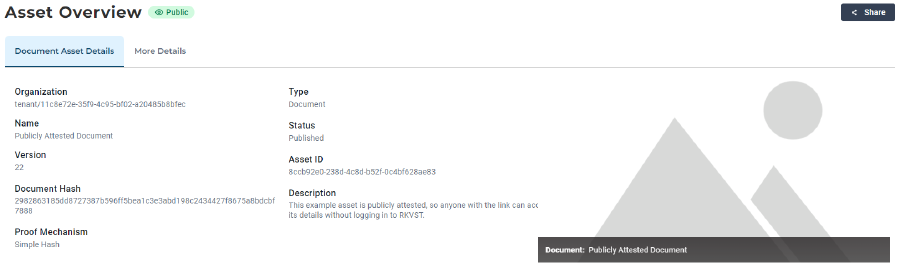 Asset Overview Public Share
Document Asset Details More Details
Organization
tenant/11c8e72e-35f9-4c95-bf02-a20485b8bfec
Name
Publicly Attested Document
Version
22
Document Hash
2982863185dd8727387b596ff5bea1c3e3abd198c2434427f8675a8bdcbf
7888
Proof Mechanism
Simple Hash
Type
Document
Status
Published
Asset ID
8ccb92e0-238d-4c8d-b52f-0c4bf628ae83
Description
This example asset is publicly attested, so anyone with the link can acc
its details without logging in to RKVST.
Document: Publicly Attested Document